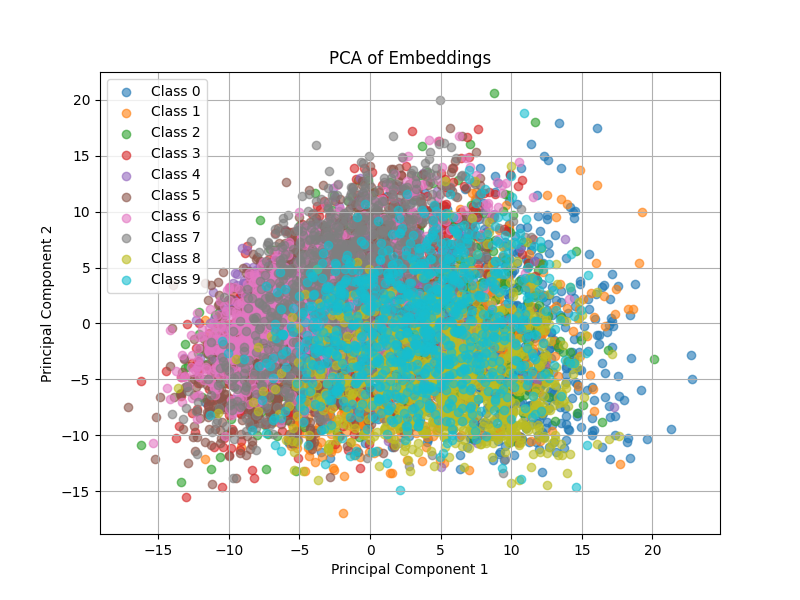 PCA of Embeddings
Class 0
Class 1
Class 2
Class 3
Class 4
Class 5
Class 6
Class 7
Class 8
Class 9
20
15
10
5
0
−5
−10
−15
Principal Component 2
−15 −10 −5 0 5 10 15 20
Principal Component 1